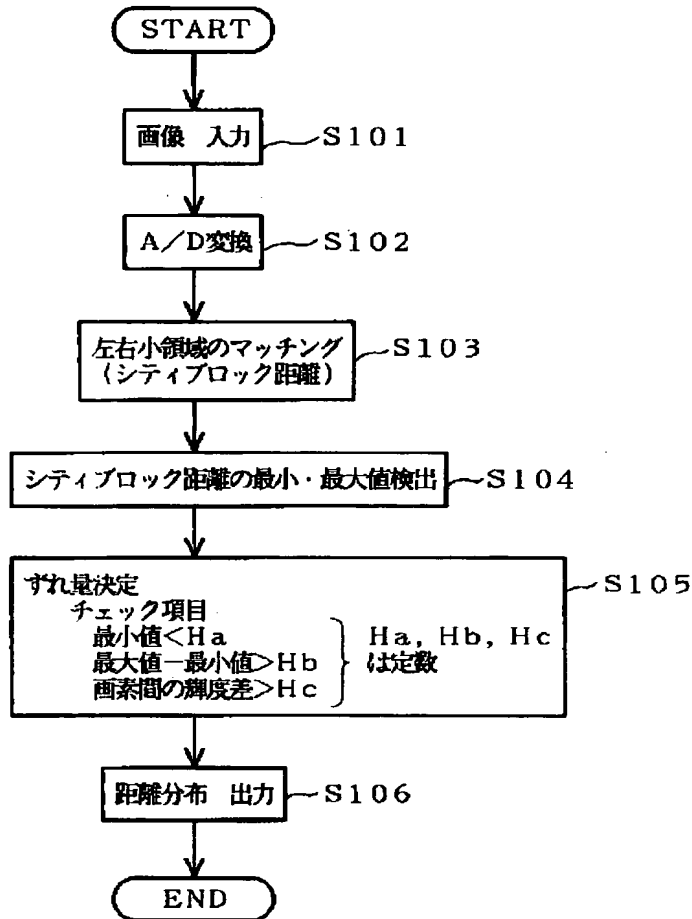 START
画像 入力
S101
A/D変換
S102
左右小領域のマッチング
(シティブロック距離)
S103
シティブロック距離の最小・最大値検出
S104
ずれ量決定
チェック項目
最小値<Ha
最大値-最小値>Hb
画素間の輝度差>Hc
Ha, Hb, Hc
は定数
S105
距離分布 出力
S106
END